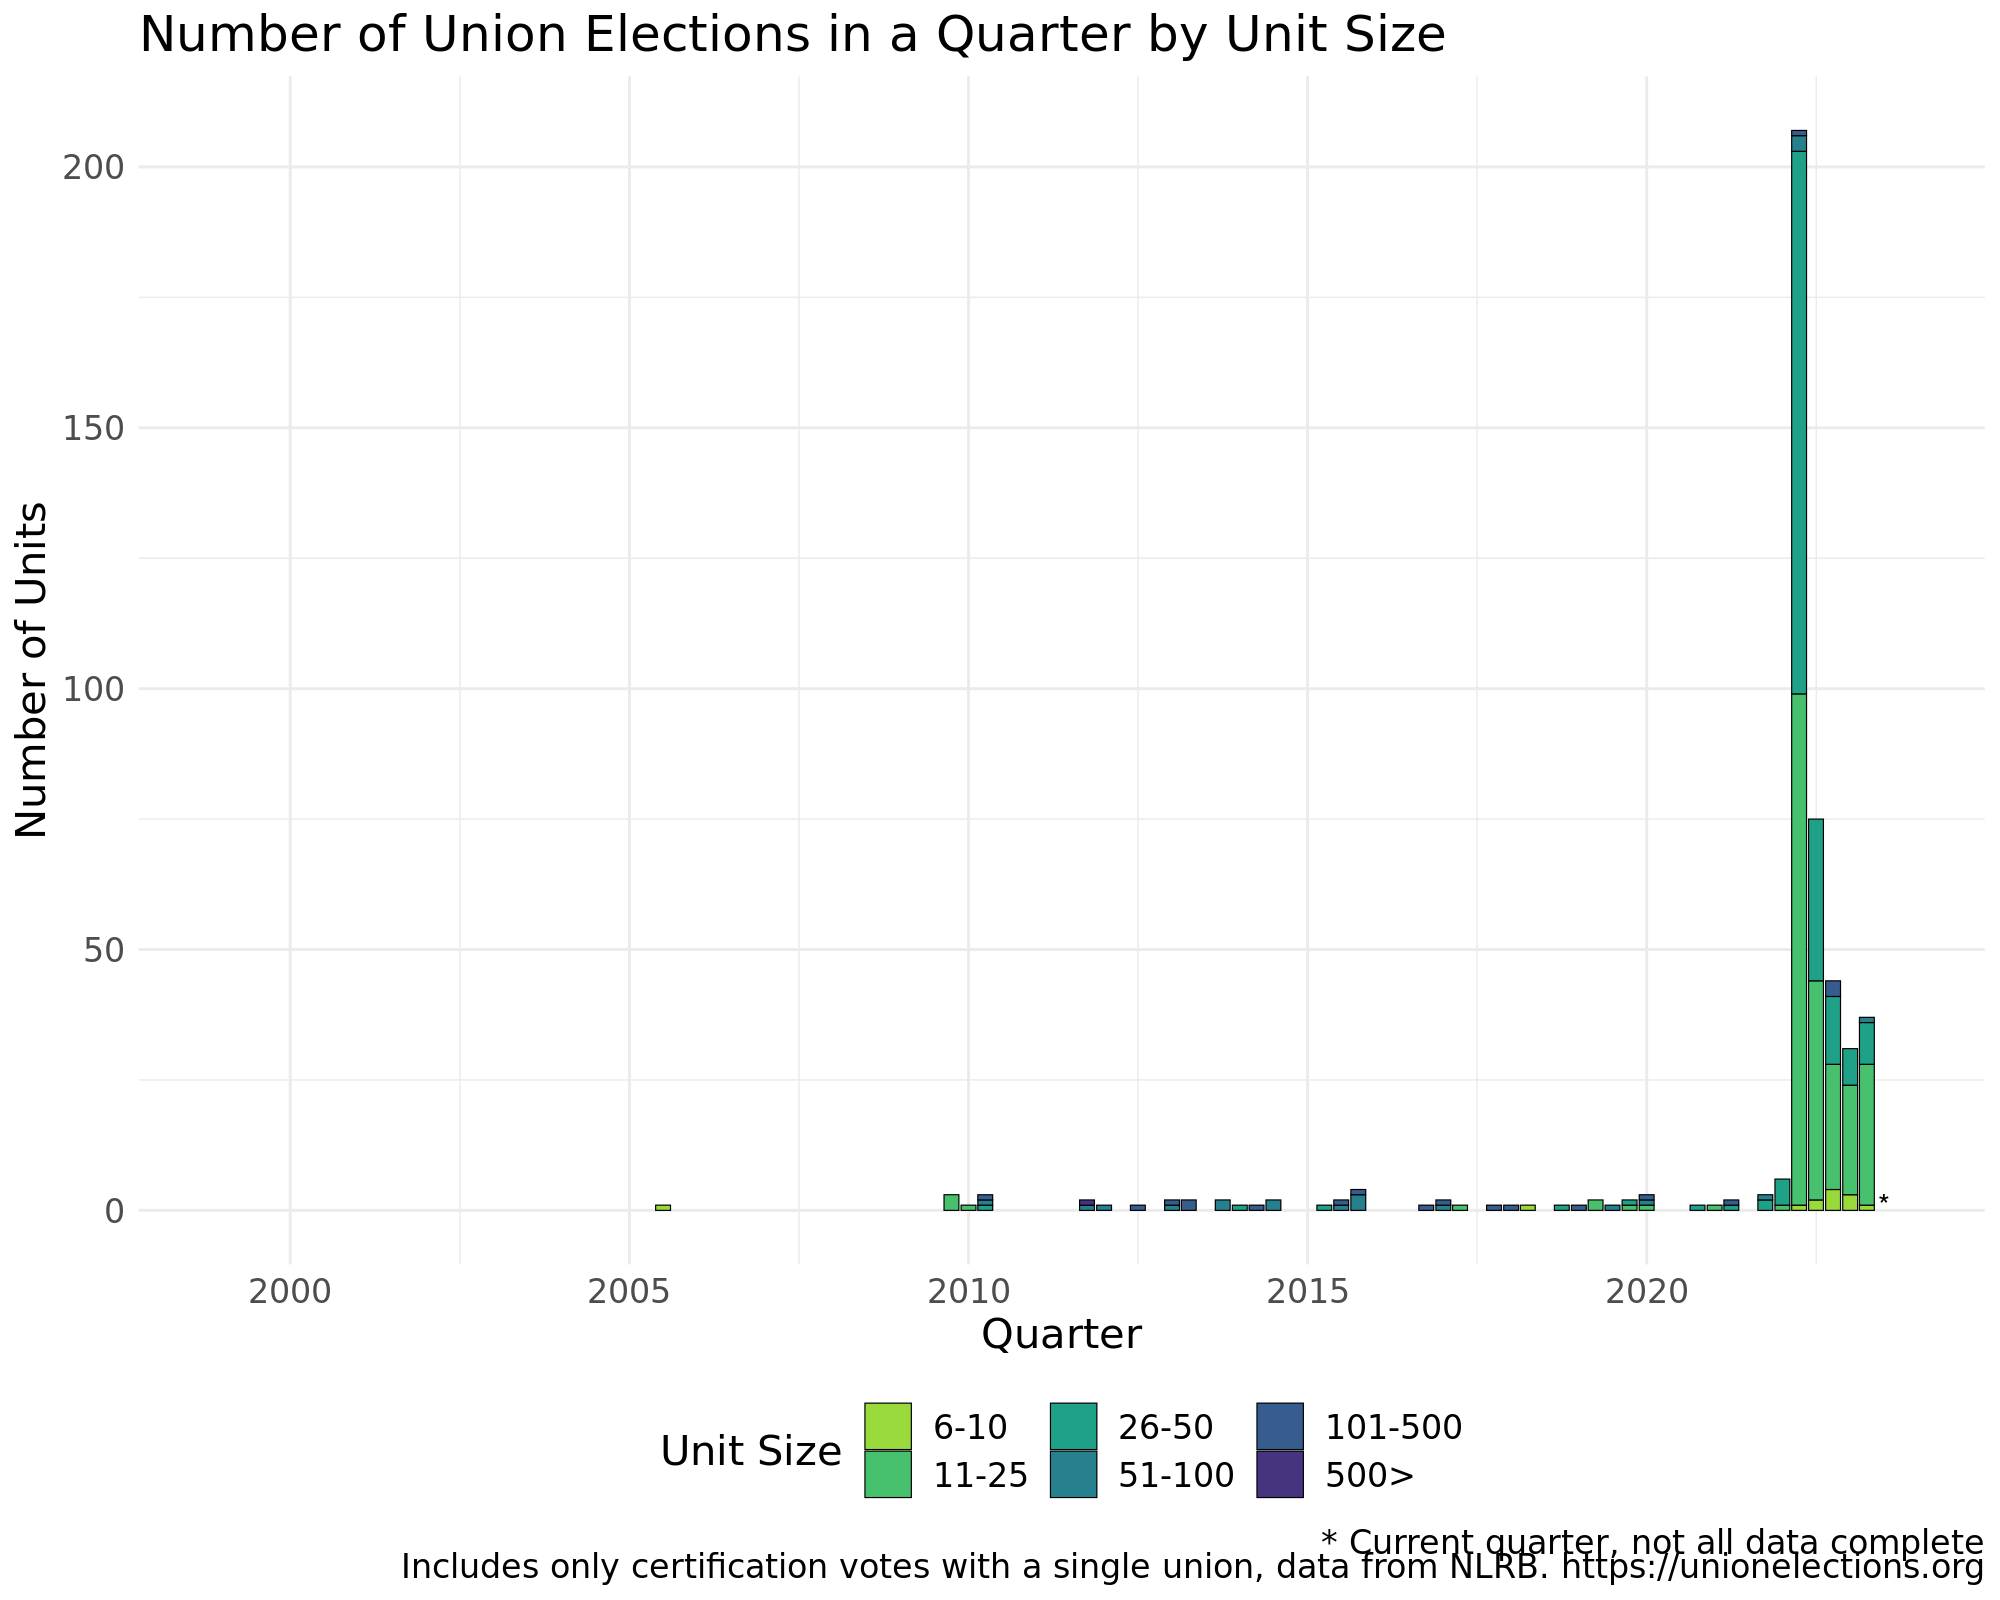 Number of Union Elections in a Quarter by Unit Size
200
150
100
50
0
Number of Units
*
2000 2005 2010 2015 2020
Quarter
Unit Size
6-10 26-50 101-500
11-25 51-100 500>
* Current quarter, not all data complete
Includes only certification votes with a single union, data from NLRB. https://unionelections.org